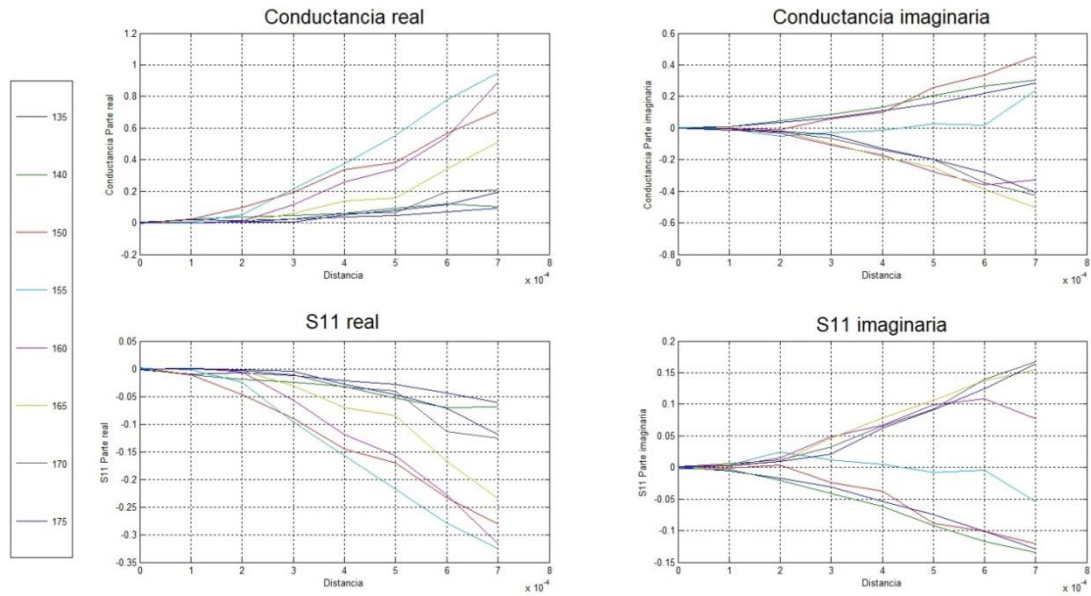 Conductancia real
1.2
1
0.8
0.6
0.4
0.2
0
-0.2
Conductancia Parte real
0 1 2 3 4 5 6 7 8
Distancia
x 10⁻⁴
Conductancia imaginaria
0.6
0.4
0.2
0
-0.2
-0.4
-0.6
-0.8
Conductancia Parte imaginaria
0 1 2 3 4 5 6 7 8
Distancia
x 10⁻⁴
135
140
150
155
160
165
170
175
S11 real
0.05
0
-0.05
-0.1
-0.15
-0.2
-0.25
-0.3
-0.35
S11 Parte real
0 1 2 3 4 5 6 7 8
Distancia
x 10⁻⁴
S11 imaginaria
0.2
0.15
0.1
0.05
0
-0.05
-0.1
-0.15
S11 Parte imaginaria
0 1 2 3 4 5 6 7 8
Distancia
x 10⁻⁴